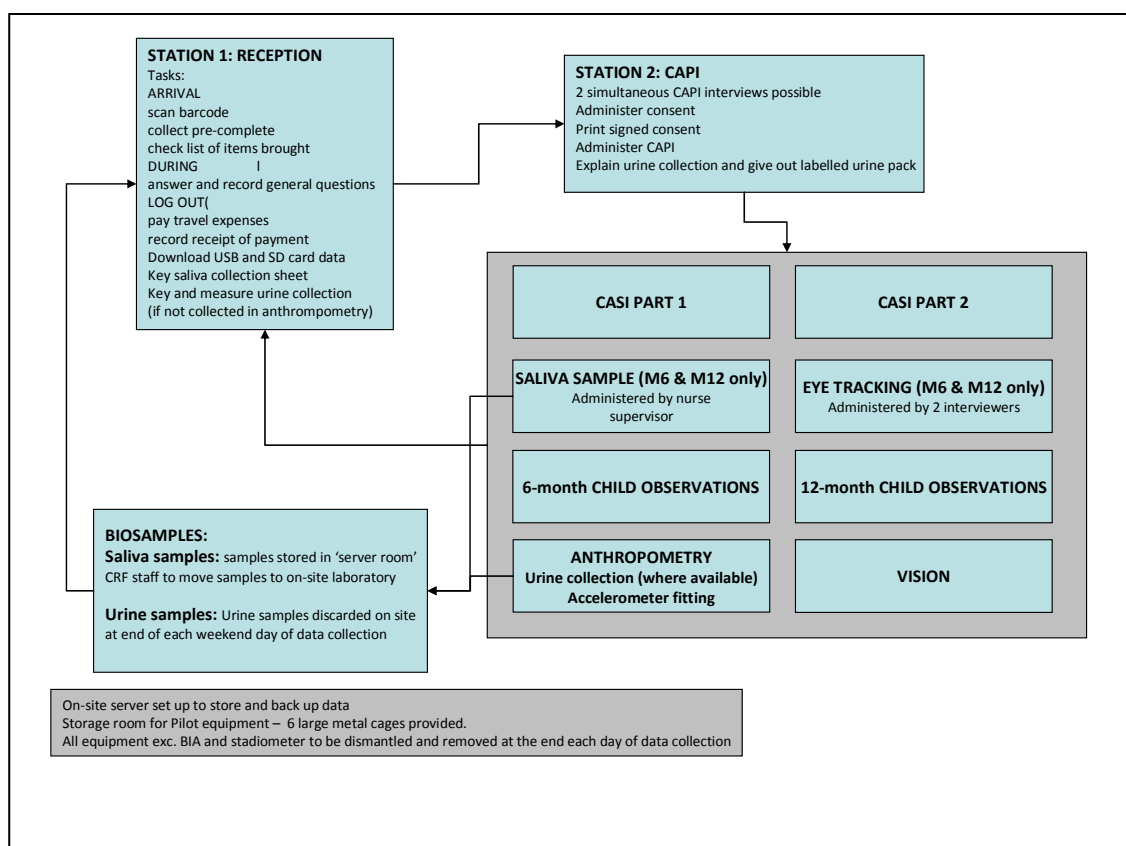 STATION 1: RECEPTION
Tasks:
ARRIVAL
scan barcode
collect pre-complete
check list of items brought
DURING I
answer and record general questions
LOG OUT(
pay travel expenses
record receipt of payment
Download USB and SD card data
Key saliva collection sheet
Key and measure urine collection
(if not collected in anthrompometry)
STATION 2: CAPI
2 simultaneous CAPI interviews possible
Administer consent
Print signed consent
Administer CAPI
Explain urine collection and give out labelled urine pack
CASI PART 1
CASI PART 2
SALIVA SAMPLE (M6 & M12 only)
Administered by nurse
supervisor
EYE TRACKING (M6 & M12 only)
Administered by 2 interviewers
6-month CHILD OBSERVATIONS
12-month CHILD OBSERVATIONS
ANTHROPOMETRY
Urine collection (where available)
Accelerometer fitting
VISION
BIOSAMPLES:
Saliva samples: samples stored in ‘server room’
CRF staff to move samples to on-site laboratory
Urine samples: Urine samples discarded on site
at end of each weekend day of data collection
On-site server set up to store and back up data
Storage room for Pilot equipment – 6 large metal cages provided.
All equipment exc. BIA and stadiometer to be dismantled and removed at the end each day of data collection